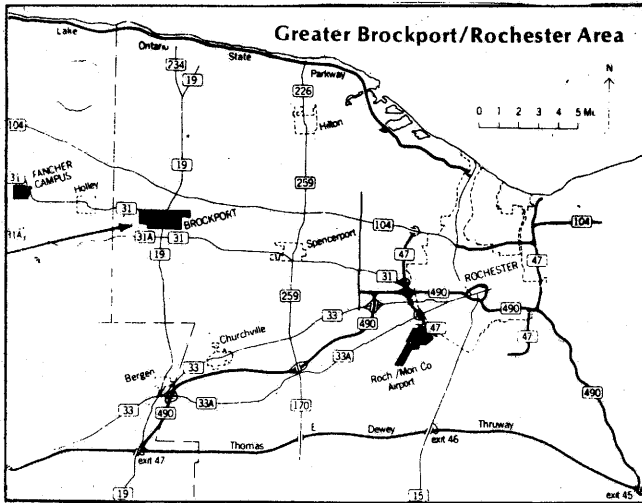 Greater Brockport/Rochester Area
Lake
Ontario
State
Parkway
N
0 1 2 3 4 5 Mi.
234
19
226
Hilton
104
19
259
31
FANCHER
CAMPUS
Holley
31
BROCKPORT
31A
31A
31
19
Spencerport
104
104
47
47
31
ROCHESTER
490
490
259
33
490
47
47
Churchville
33A
Roch/Mon Co
Airport
Bergen
33
33
33A
490
170
490
Thomas
E
Dewey
Thruway
exit 47
exit 46
exit 45
19
15